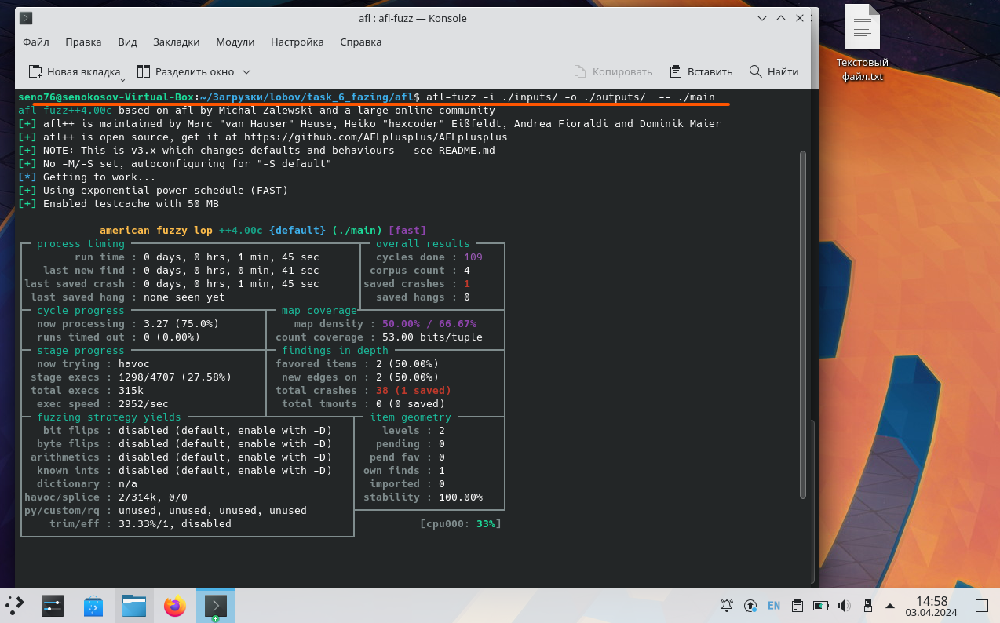 afl : afl-fuzz — Konsole
Файл Правка Вид Закладки Модули Настройка Справка
Новая вкладка Разделить окно Копировать Вставить Найти
Текстовый
файл.txt
seno76@senokosov-Virtual-Box:~/Загрузки/lobov/task_6_fazing/afl$ afl-fuzz -i ./inputs/ -o ./outputs/  -- ./main
afl-fuzz++4.00c based on afl by Michal Zalewski and a large online community
[+] afl++ is maintained by Marc "van Hauser" Heuse, Heiko "hexcoder" Eißfeldt, Andrea Fioraldi and Dominik Maier
[+] afl++ is open source, get it at https://github.com/AFLplusplus/AFLplusplus
[+] NOTE: This is v3.x which changes defaults and behaviours - see README.md
[+] No -M/-S set, autoconfiguring for "-S default"
[*] Getting to work...
[+] Using exponential power schedule (FAST)
[+] Enabled testcache with 50 MB
american fuzzy lop ++4.00c {default} (./main) [fast]
process timing overall results
run time : 0 days, 0 hrs, 1 min, 45 sec cycles done : 109
last new find : 0 days, 0 hrs, 0 min, 41 sec corpus count : 4
last saved crash : 0 days, 0 hrs, 1 min, 45 sec saved crashes : 1
last saved hang : none seen yet saved hangs : 0
cycle progress map coverage
now processing : 3.27 (75.0%) map density : 50.00% / 66.67%
runs timed out : 0 (0.00%) count coverage : 53.00 bits/tuple
stage progress findings in depth
now trying : havoc favored items : 2 (50.00%)
stage execs : 1298/4707 (27.58%) new edges on : 2 (50.00%)
total execs : 315k total crashes : 38 (1 saved)
exec speed : 2952/sec total tmouts : 0 (0 saved)
fuzzing strategy yields item geometry
bit flips : disabled (default, enable with -D) levels : 2
byte flips : disabled (default, enable with -D) pending : 0
arithmetics : disabled (default, enable with -D) pend fav : 0
known ints : disabled (default, enable with -D) own finds : 1
dictionary : n/a imported : 0
havoc/splice : 2/314k, 0/0 stability : 100.00%
py/custom/rq : unused, unused, unused, unused
trim/eff : 33.33%/1, disabled [cpu000: 33%]
EN 14:58
03.04.2024